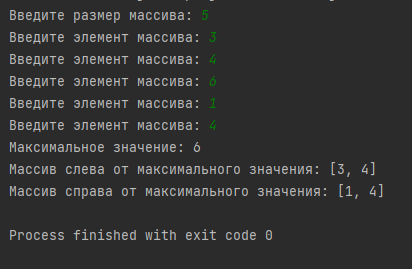 Введите размер массива: 5
Введите элемент массива: 3
Введите элемент массива: 4
Введите элемент массива: 6
Введите элемент массива: 1
Введите элемент массива: 4
Максимальное значение: 6
Массив слева от максимального значения: [3, 4]
Массив справа от максимального значения: [1, 4]
Process finished with exit code 0